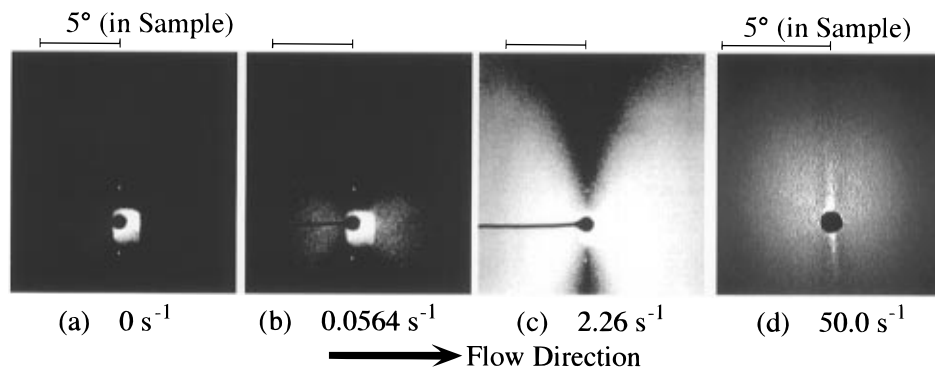 5° (in Sample) 5° (in Sample)
(a) 0 s⁻¹ (b) 0.0564 s⁻¹ (c) 2.26 s⁻¹ (d) 50.0 s⁻¹
Flow Direction